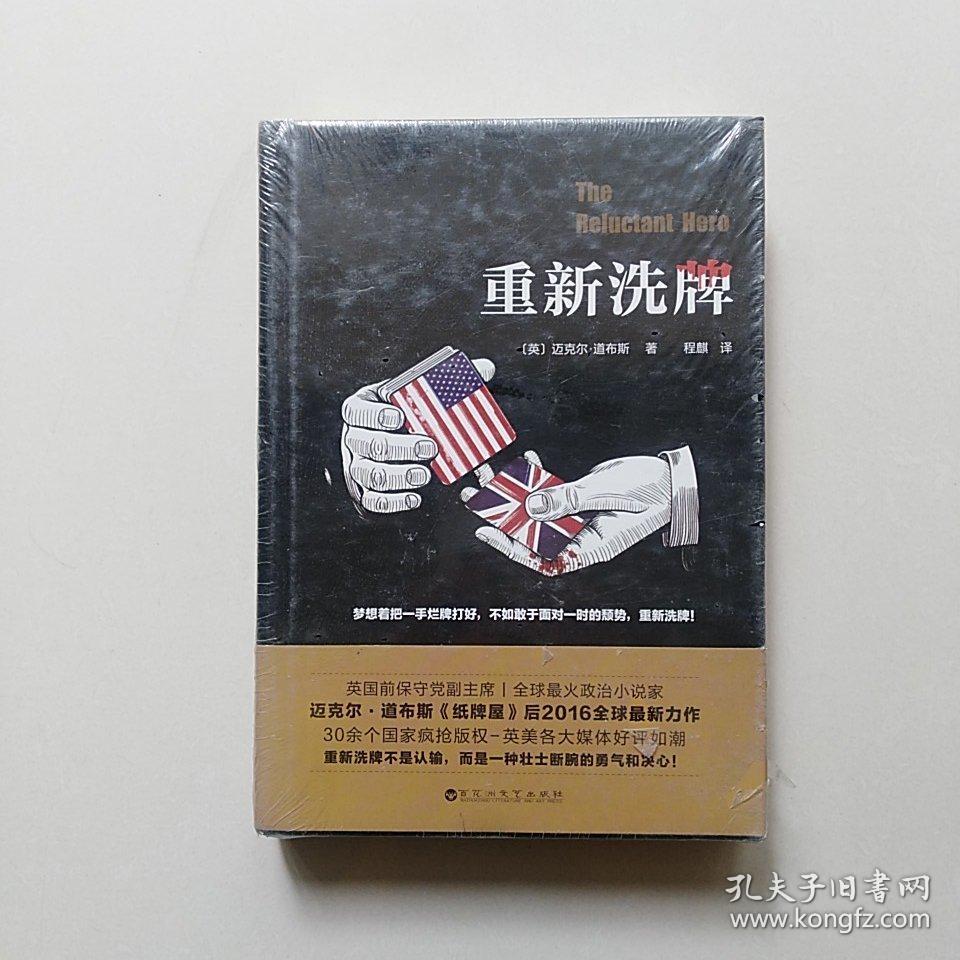 The
Reluctant Hero
重新洗牌
〔英〕迈克尔·道布斯 著 程麒 译
梦想着把一手烂牌打好，不如敢于面对一时的颓势，重新洗牌！
英国前保守党副主席｜全球最火政治小说家
迈克尔·道布斯《纸牌屋》后2016全球最新力作
30余个国家疯抢版权-英美各大媒体好评如潮
重新洗牌不是认输，而是一种壮士断腕的勇气和决心！
百花洲文艺出版社
BAIHUAZHOU LITERATURE AND ART PRESS
孔夫子旧书网
www.kongfz.com